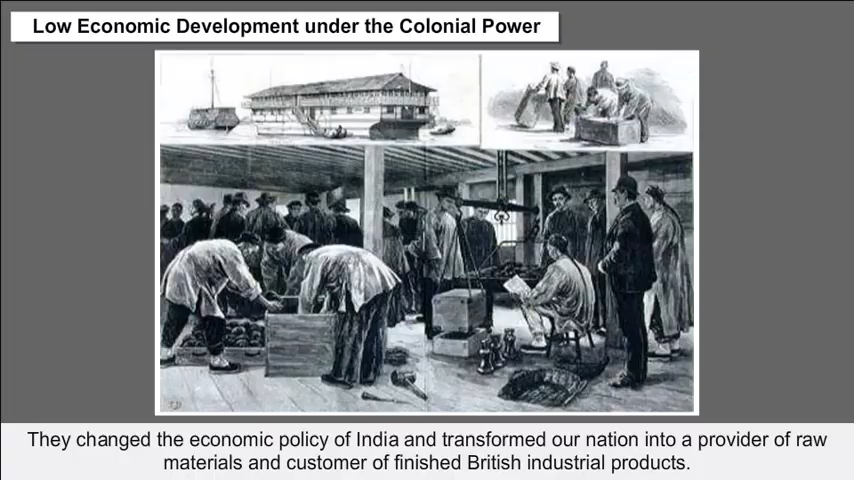 Low Economic Development under the Colonial Power
They changed the economic policy of India and transformed our nation into a provider of raw
materials and customer of finished British industrial products.